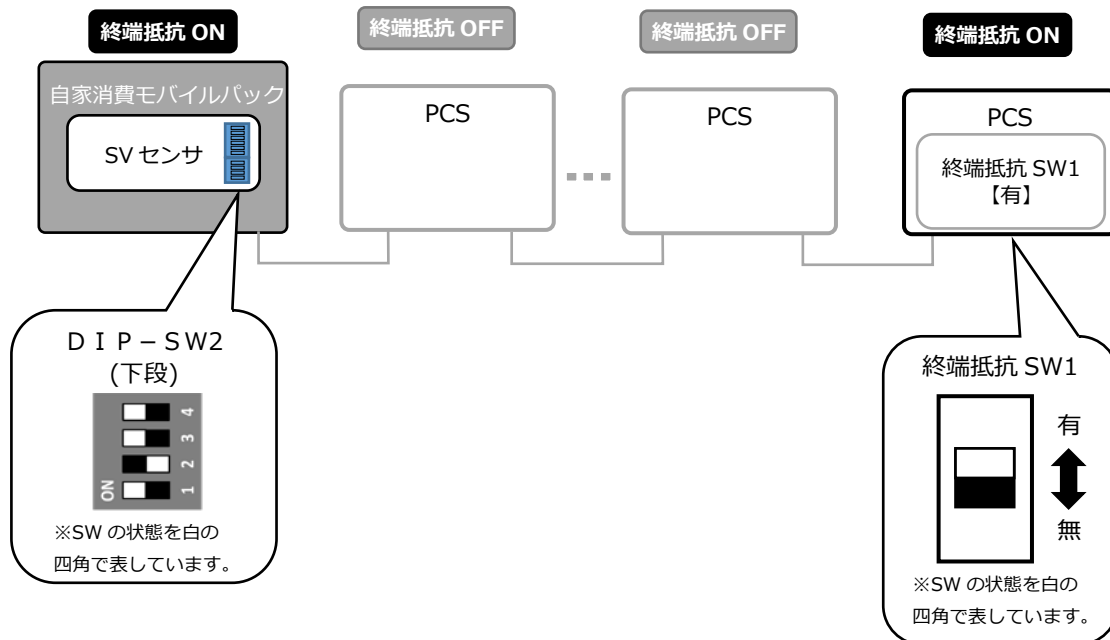 終端抵抗 ON
終端抵抗 OFF
終端抵抗 OFF
終端抵抗 ON
自家消費モバイルパック
SV センサ
PCS
PCS
PCS
終端抵抗 SW1
【有】
ＤＩＰ－ＳＷ2
(下段)
4
3
2
1
ON
※SW の状態を白の
四角で表しています。
終端抵抗 SW1
有
無
※SW の状態を白の
四角で表しています。